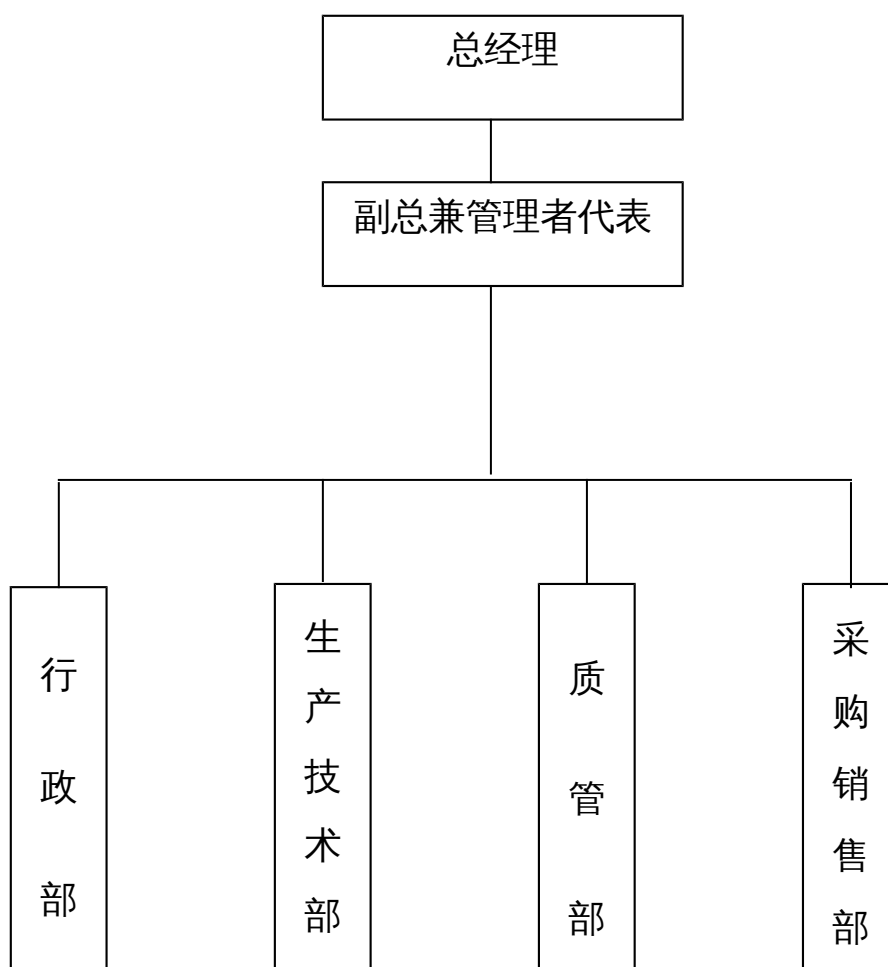 总经理
副总兼管理者代表
行政部
生产技术部
质管部
采购销售部